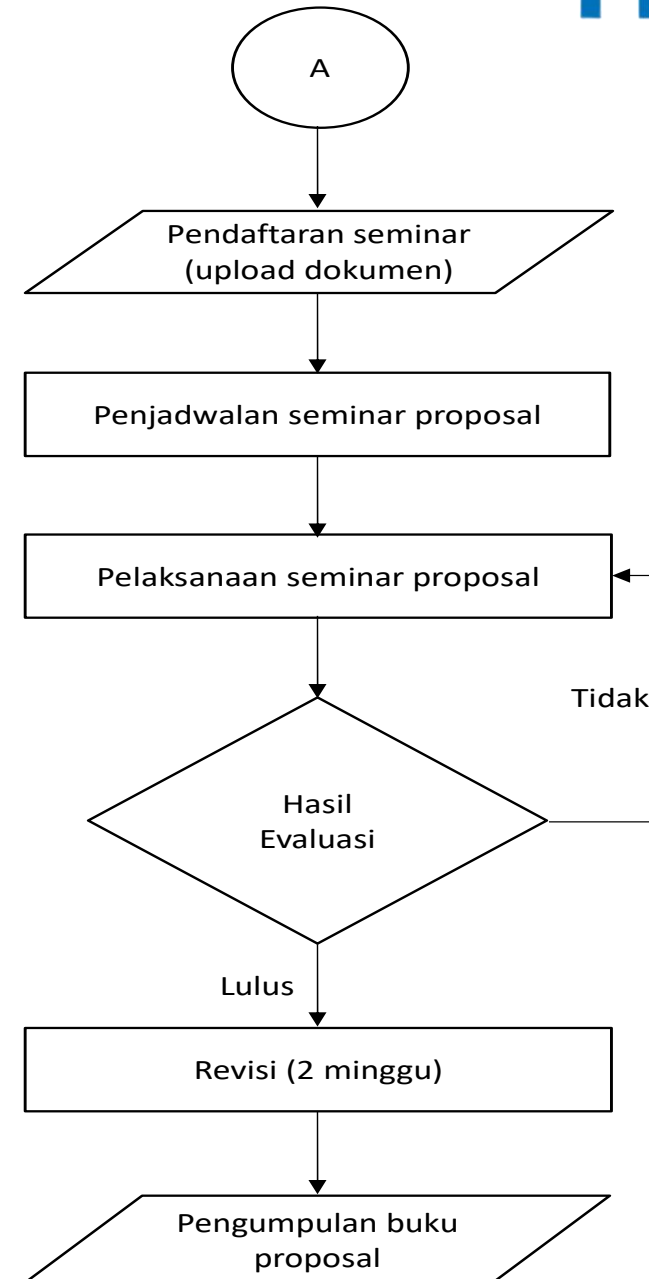 A
Pendaftaran seminar
(upload dokumen)
Penjadwalan seminar proposal
Pelaksanaan seminar proposal
Tidak
Hasil
Evaluasi
Lulus
Revisi (2 minggu)
Pengumpulan buku
proposal